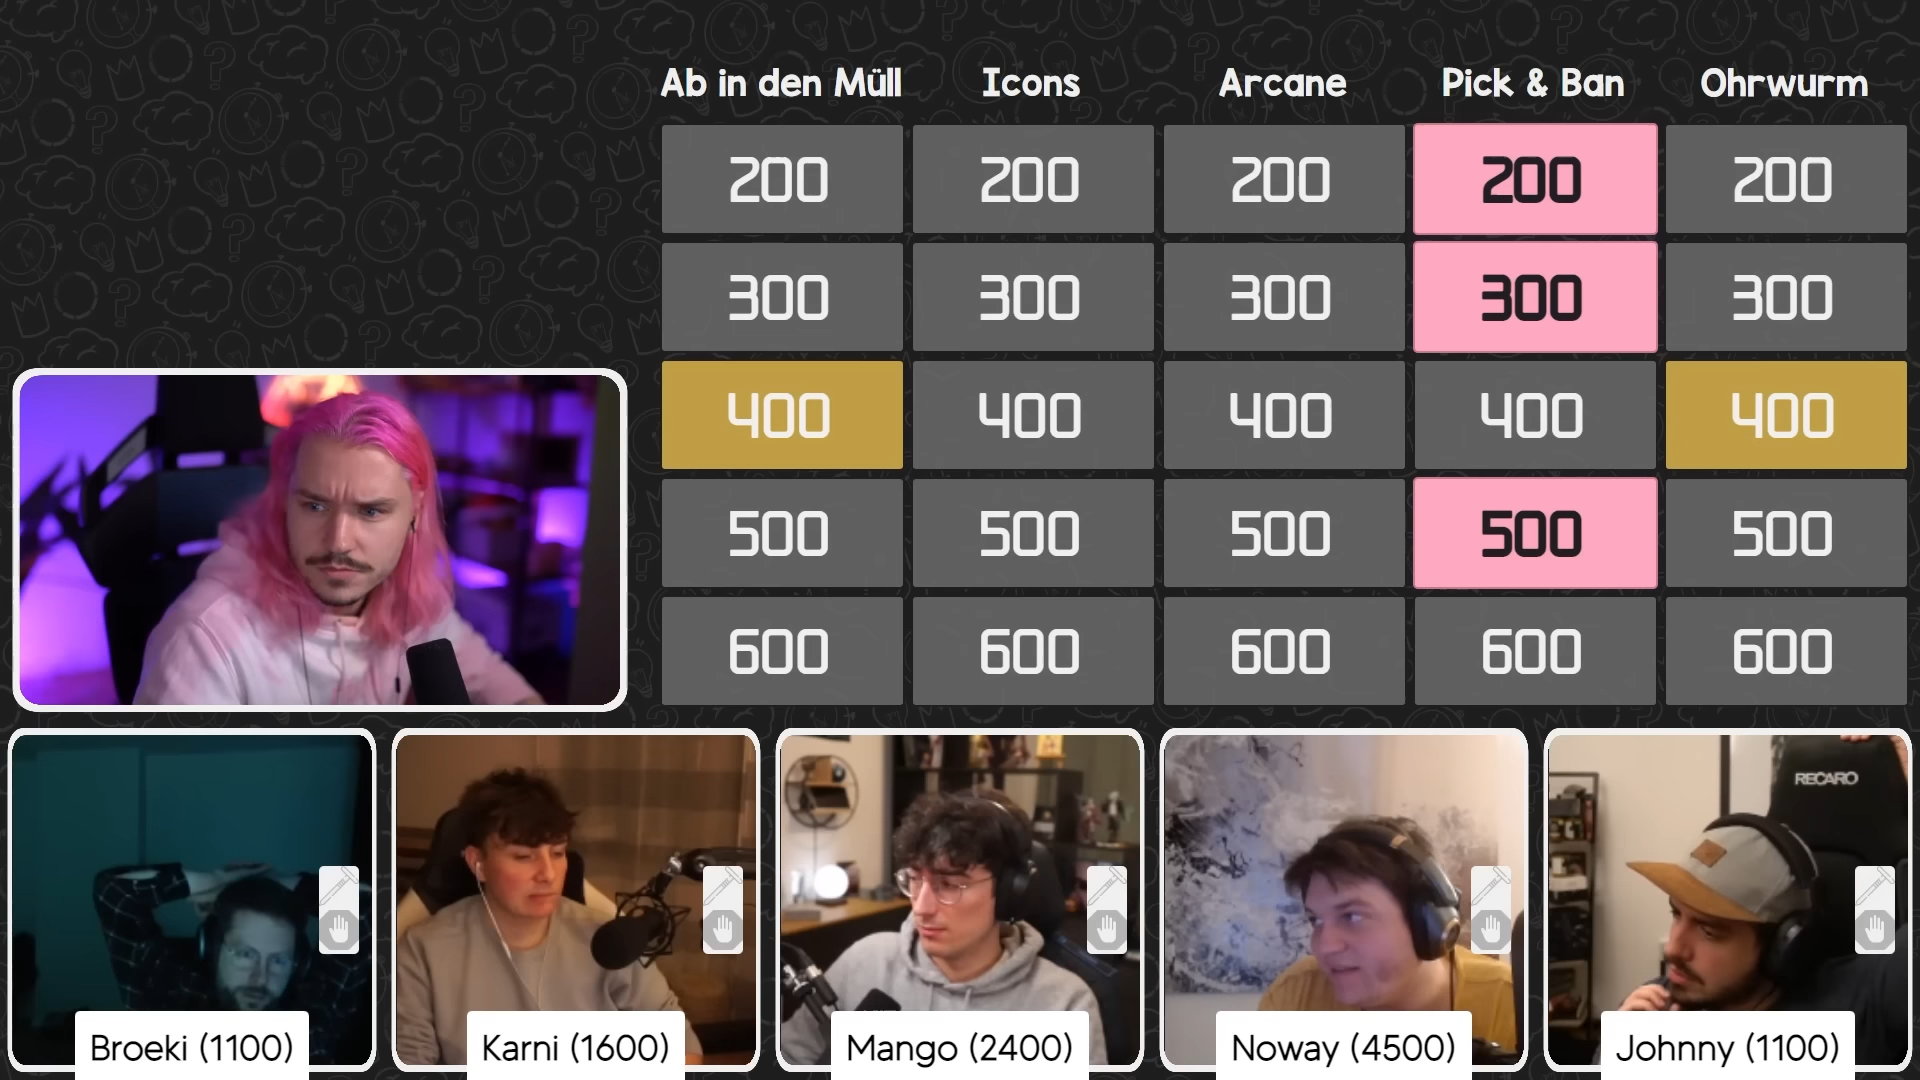 Ab in den Müll Icons Arcane Pick & Ban Ohrwurm
200 200 200 200 200
300 300 300 300 300
400 400 400 400 400
500 500 500 500 500
600 600 600 600 600
RECARO
Broeki (1100) Karni (1600) Mango (2400) Noway (4500) Johnny (1100)